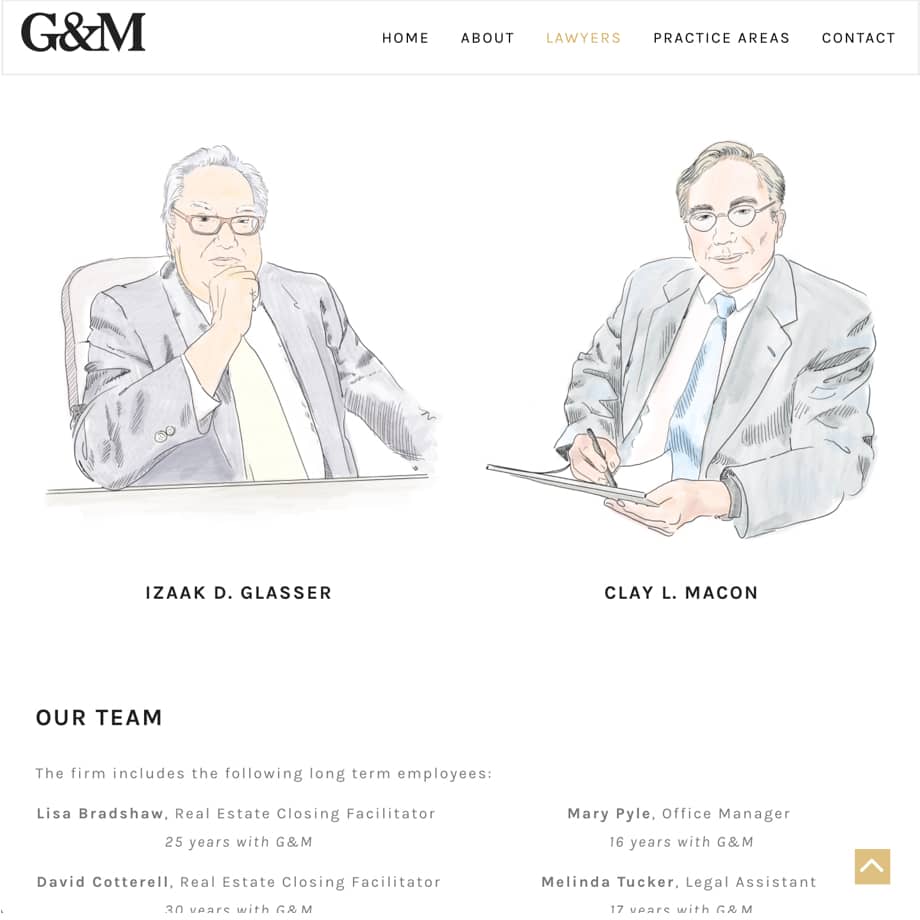 G&M
HOME ABOUT LAWYERS PRACTICE AREAS CONTACT
IZAAK D. GLASSER
CLAY L. MACON
OUR TEAM
The firm includes the following long term employees:
Lisa Bradshaw, Real Estate Closing Facilitator
25 years with G&M
Mary Pyle, Office Manager
16 years with G&M
David Cotterell, Real Estate Closing Facilitator
30 years with G&M
Melinda Tucker, Legal Assistant
17 years with G&M